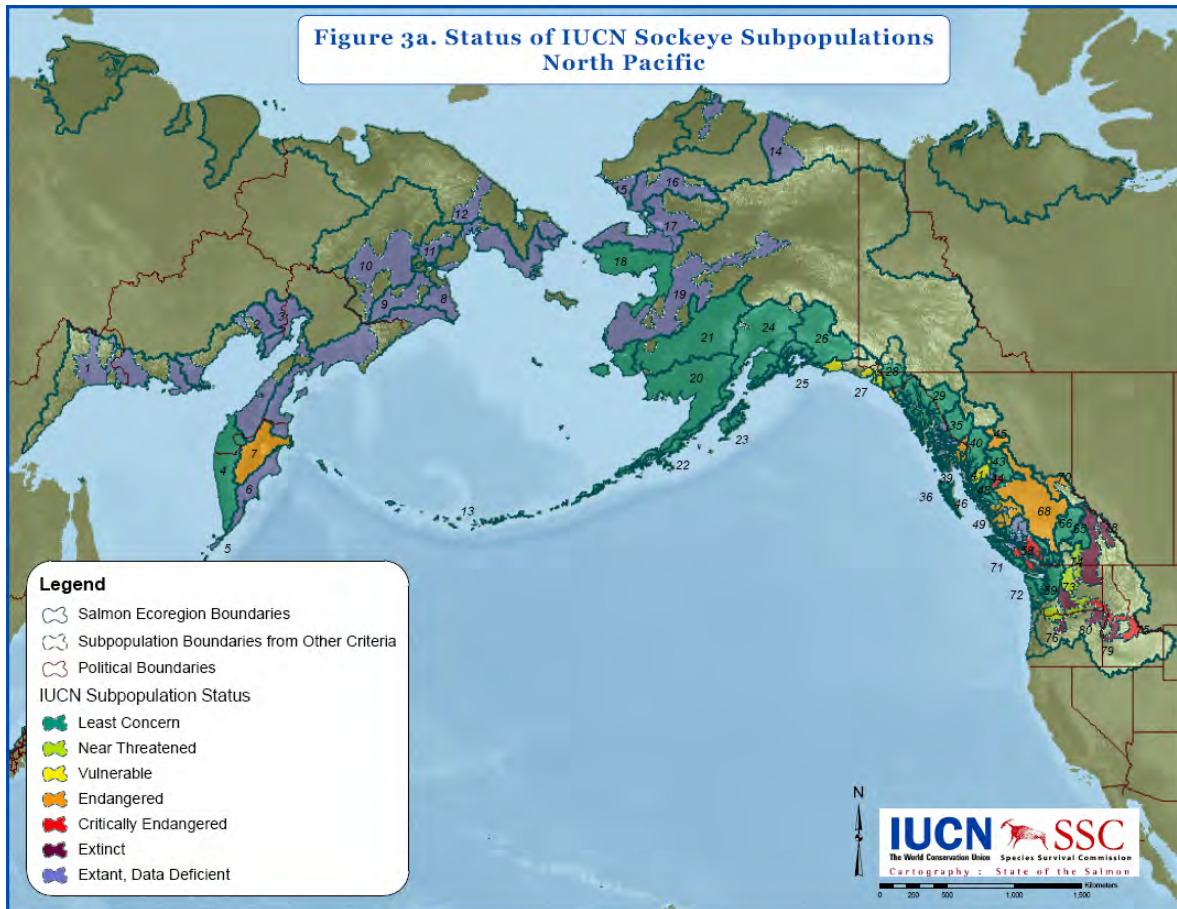 Figure 3a. Status of IUCN Sockeye Subpopulations
North Pacific
14
15
16
12
17
11
18
10
8
19
9
3
2
21
24
26
1
20
25
28
27
29
23
35
7
4
40
45
6
22
43
39
70
13
36
46
68
49
66
65
78
5
71
74
73
72
69
75
76
80
79
Legend
Salmon Ecoregion Boundaries
Subpopulation Boundaries from Other Criteria
Political Boundaries
IUCN Subpopulation Status
Least Concern
Near Threatened
Vulnerable
Endangered
Critically Endangered
Extinct
Extant, Data Deficient
N
IUCN SSC
The World Conservation Union Species Survival Commission
Cartography : State of the Salmon
Kilometers
0 250 500 1,000 1,500